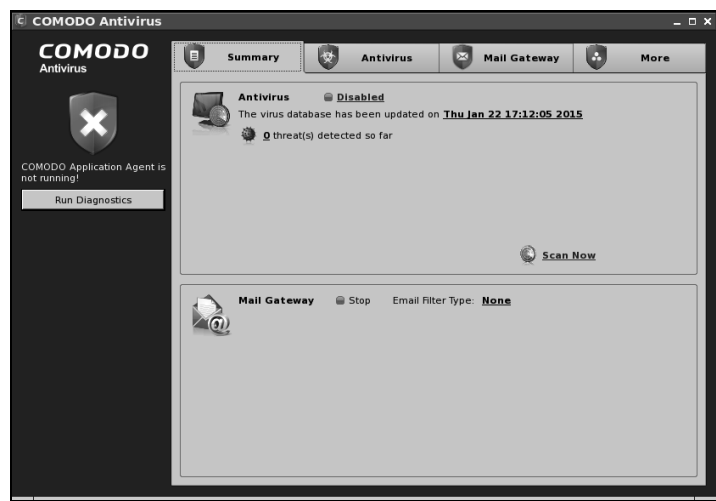 COMODO Antivirus
COMODO
Antivirus
COMODO Application Agent is
not running!
Run Diagnostics
Summary
Antivirus
Mail Gateway
More
Antivirus Disabled
The virus database has been updated on Thu Jan 22 17:12:05 2015
0 threat(s) detected so far
Scan Now
Mail Gateway Stop Email Filter Type: None